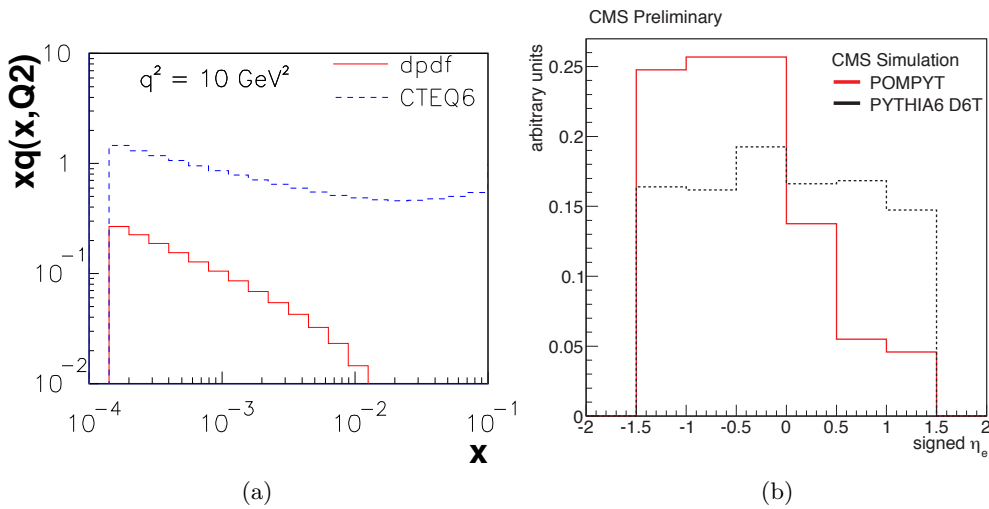 CMS Preliminary
q² = 10 GeV²
dpdf
CTEQ6
xq(x,Q2)
10
1
10⁻¹
10⁻²
10⁻⁴
10⁻³
10⁻²
10⁻¹
x
(a)
CMS Simulation
POMPYT
PYTHIA6 D6T
arbitrary units
0.25
0.2
0.15
0.1
0.05
0
-2
-1.5
-1
-0.5
0
0.5
1
1.5
2
signed ηₑ
(b)